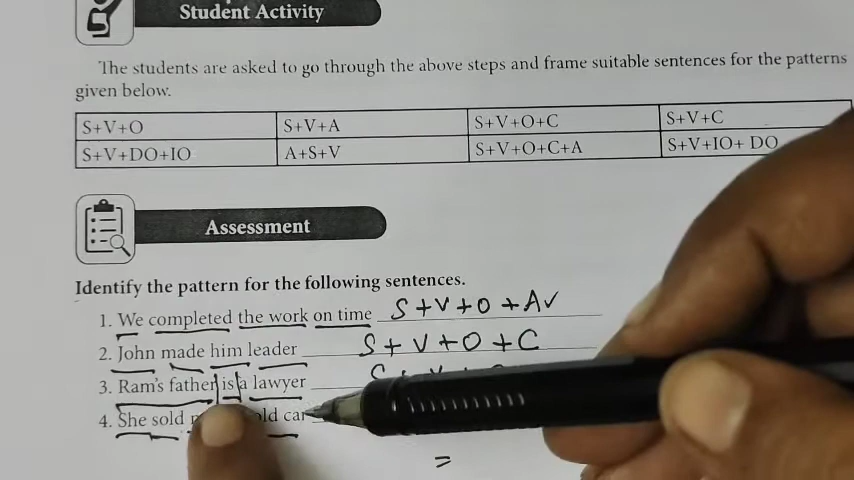 Student Activity
The students are asked to go through the above steps and frame suitable sentences for the patterns
given below.
S+V+O S+V+A S+V+O+C S+V+C
S+V+DO+IO A+S+V S+V+O+C+A S+V+IO+ DO
Assessment
Identify the pattern for the following sentences.
1. We completed the work on time S+V+O+A✓
2. John made him leader S+V+O+C
3. Ram's father is a lawyer
4. She sold old car
=